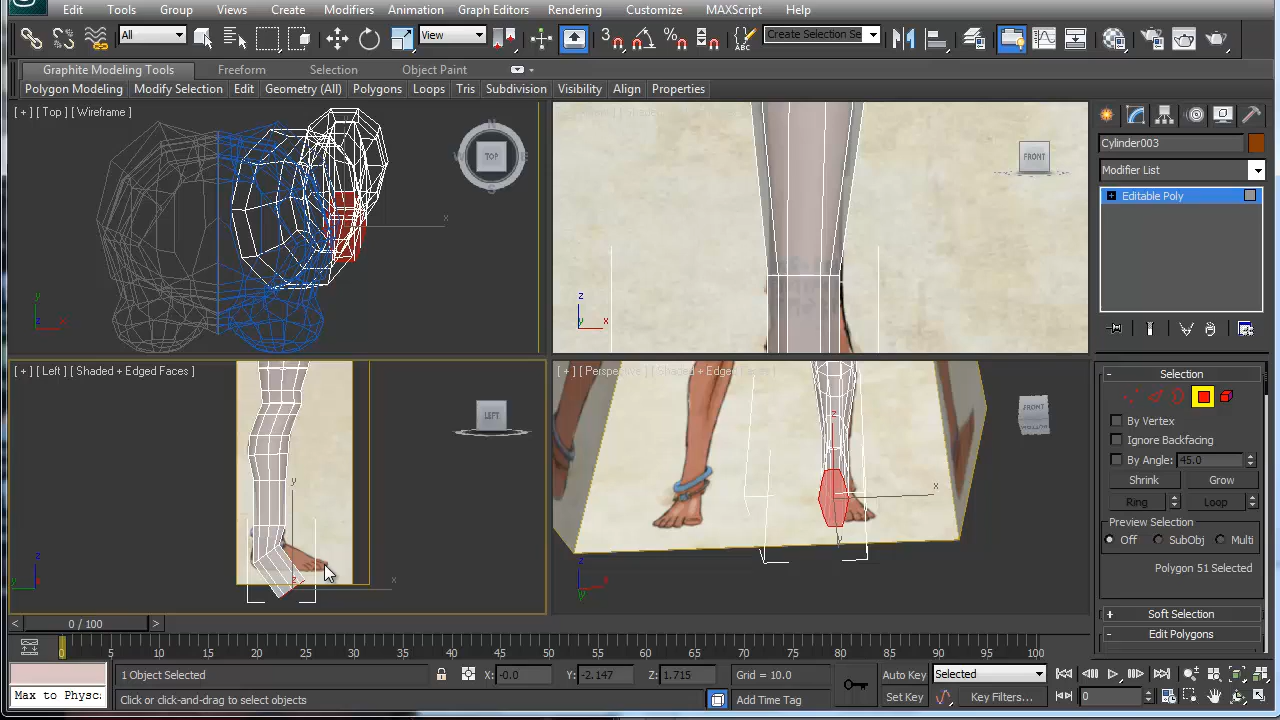 Edit Tools Group Views Create Modifiers Animation Graph Editors Rendering Customize MAXScript Help
All View 3 Create Selection Se
Graphite Modeling Tools Freeform Selection Object Paint
Polygon Modeling Modify Selection Edit Geometry (All) Polygons Loops Tris Subdivision Visibility Align Properties
[ + ] [ Top ] [ Wireframe ]
TOP
N
S
W
E
x
y
x
FRONT
z
y
x
Cylinder003
Modifier List
Editable Poly
[ + ] [ Left ] [ Shaded + Edged Faces ]
LEFT
y
z
x
z
y
[ + ] [ Perspective ] [ Shaded + Edged Faces ]
FRONT
z
x
y
z
x
y
- Selection
By Vertex
Ignore Backfacing
By Angle: 45.0
Shrink Grow
Ring Loop
Preview Selection
Off SubObj Multi
Polygon 51 Selected
+ Soft Selection
- Edit Polygons
< 0 / 100 >
0 5 10 15 20 25 30 35 40 45 50 55 60 65 70 75 80 85 90 95 100
1 Object Selected X: -0.0 Y: -2.147 Z: 1.715 Grid = 10.0 Auto Key Selected
Max to Physc
Click or click-and-drag to select objects Add Time Tag Set Key Key Filters... 0